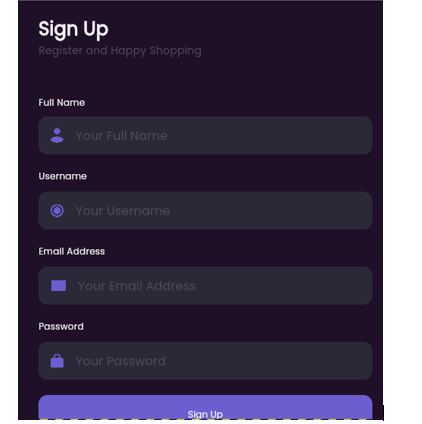 Sign Up
Register and Happy Shopping
Full Name
Your Full Name
Username
Your Username
Email Address
Your Email Address
Password
Your Password
Sign Up